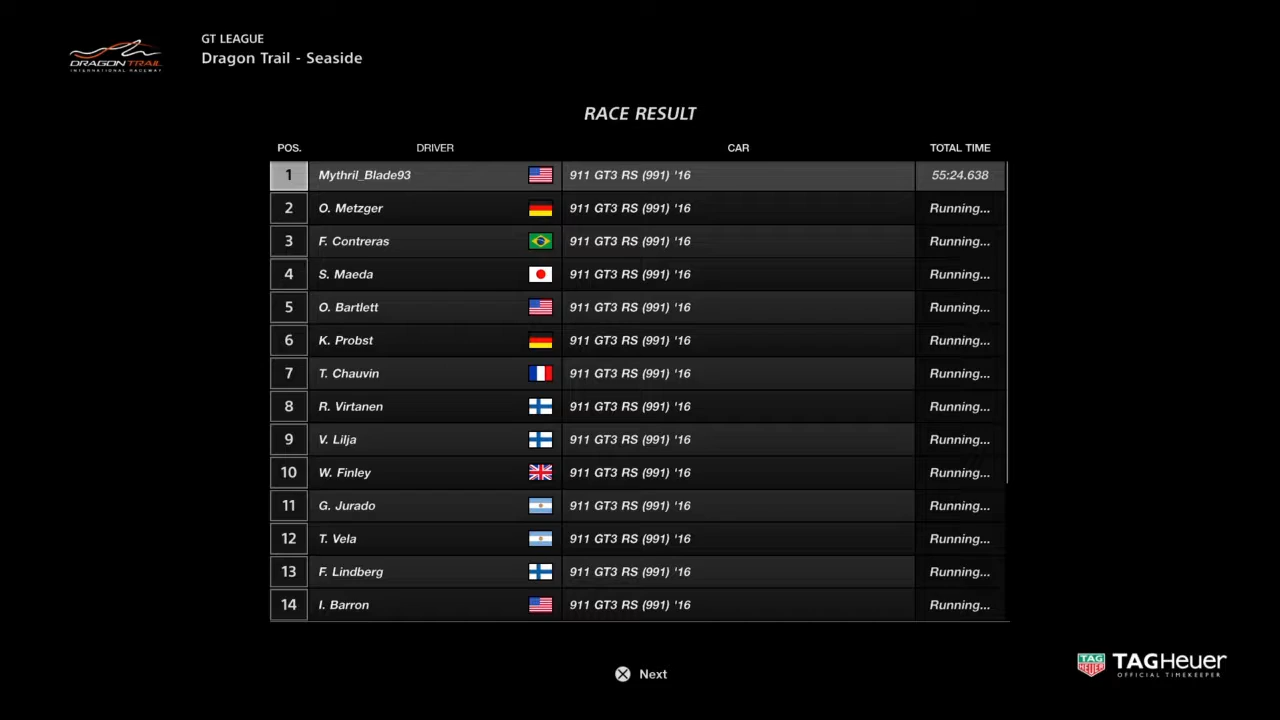 GT LEAGUE
Dragon Trail - Seaside
DRAGON TRAIL
INTERNATIONAL RACEWAY
RACE RESULT
POS. DRIVER CAR TOTAL TIME
1 Mythril_Blade93 911 GT3 RS (991) '16 55:24.638
2 O. Metzger 911 GT3 RS (991) '16 Running...
3 F. Contreras 911 GT3 RS (991) '16 Running...
4 S. Maeda 911 GT3 RS (991) '16 Running...
5 O. Bartlett 911 GT3 RS (991) '16 Running...
6 K. Probst 911 GT3 RS (991) '16 Running...
7 T. Chauvin 911 GT3 RS (991) '16 Running...
8 R. Virtanen 911 GT3 RS (991) '16 Running...
9 V. Lilja 911 GT3 RS (991) '16 Running...
10 W. Finley 911 GT3 RS (991) '16 Running...
11 G. Jurado 911 GT3 RS (991) '16 Running...
12 T. Vela 911 GT3 RS (991) '16 Running...
13 F. Lindberg 911 GT3 RS (991) '16 Running...
14 I. Barron 911 GT3 RS (991) '16 Running...
Next
TAG HEUER TAGHeuer
OFFICIAL TIMEKEEPER